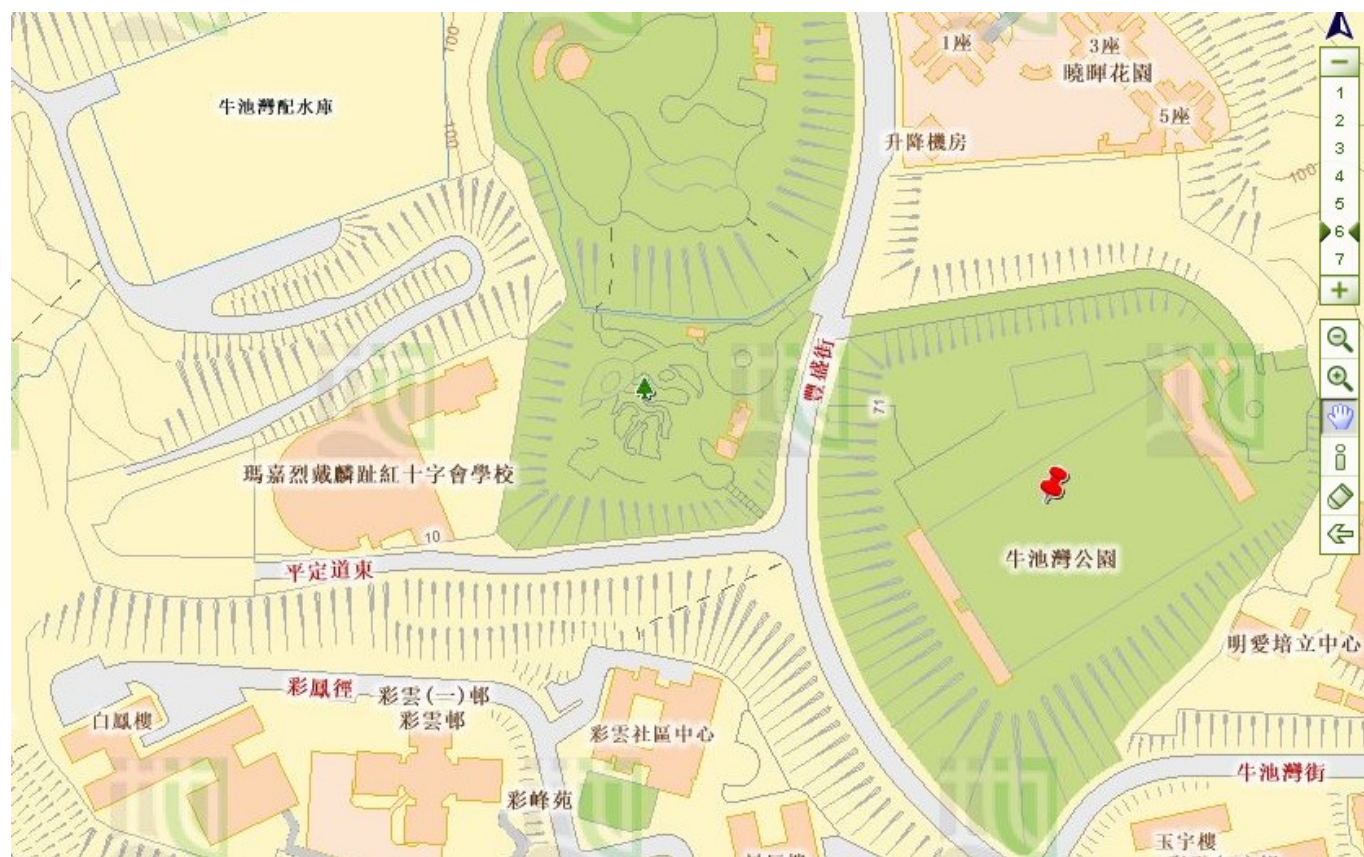 100
1座
3座
曉暉花園
5座
牛池灣配水庫
100
升降機房
100
1
2
3
4
5
6
7
豐盛街
71
瑪嘉烈戴麟趾紅十字會學校
10
平定道東
牛池灣公園
明愛培立中心
彩鳳徑
彩雲(一)邨
彩雲邨
白鳳樓
彩雲社區中心
牛池灣街
彩峰苑
玉宇樓